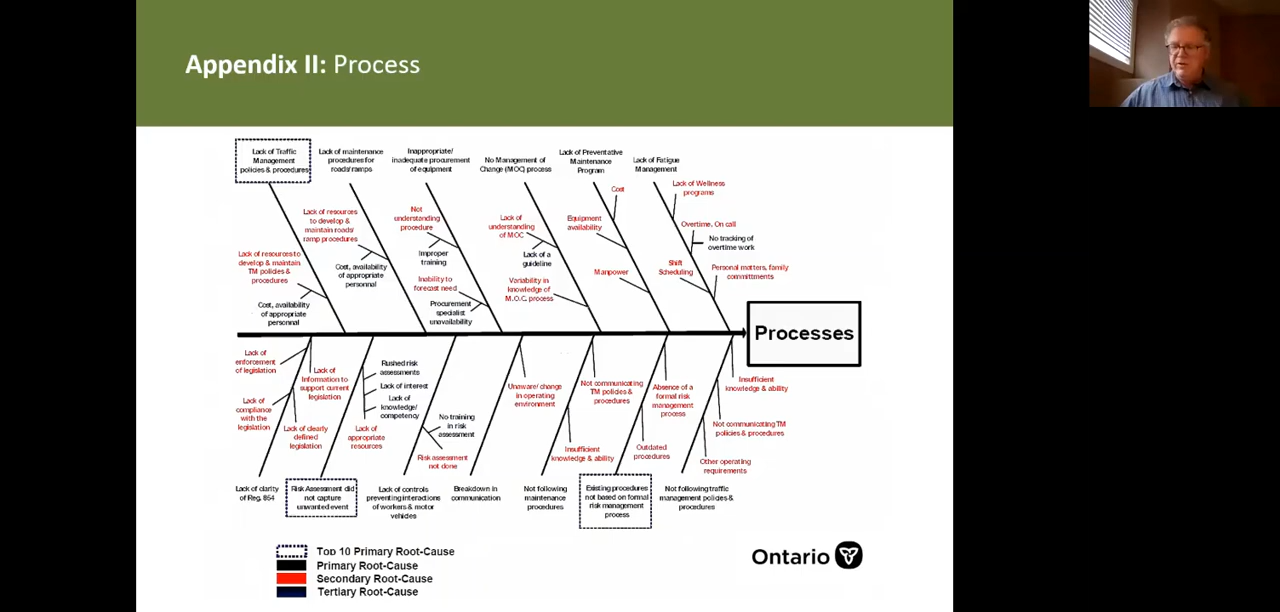 Appendix II: Process
Lack of Traffic
Management
policies & procedures
Lack of maintenance
procedures for
roads/ramps
Inappropriate/
inadequate procurement
of equipment
No Management of
Change (MOC) process
Lack of Preventative
Maintenance
Program
Lack of Fatigue
Management
Lack of resources to
develop & maintain
TM policies &
procedures
Cost, availability
of appropriate
personnal
Lack of resources
to develop &
maintain roads/
ramp procedures
Cost, availability
of appropriate
personnal
Not
understanding
procedure
Improper
training
Inability to
forecast need
Procurement
specialist
unavailability
Lack of
understanding
of MOC
Lack of a
guideline
Variability in
knowledge of
M.O.C. process
Cost
Equipment
availability
Manpower
Lack of Wellness
programs
Overtime. On call
No tracking of
overtime work
Shift
Scheduling
Personal matters, family
committments
Processes
Lack of
enforcement
of legislation
Lack of
Information to
support current
legislation
Lack of
compliance
with the
legislation
Lack of clearly
defined
legislation
Rushed risk
assessments
Lack of interest
Lack of
knowledge/
competency
Lack of
appropriate
resources
No training
in risk
assessment
Risk assessment
not done
Unaware/ change
in operating
environment
Not communicating
TM policies &
procedures
Insufficient
knowledge & ability
Absence of a
formal risk
management
process
Outdated
procedures
Insufficient
knowledge & ability
Not communicating TM
policies & procedures
Other operating
requirements
Lack of clarity
of Reg. 854
Risk Assessment did
not capture
unwanted event
Lack of controls
preventing interactions
of workers & motor
vehicles
Breakdown in
communication
Not following
maintenance
procedures
Existing procedures
not based on formal
risk management
process
Not following traffic
management policies &
procedures
Top 10 Primary Root-Cause
Primary Root-Cause
Secondary Root-Cause
Tertiary Root-Cause
Ontario